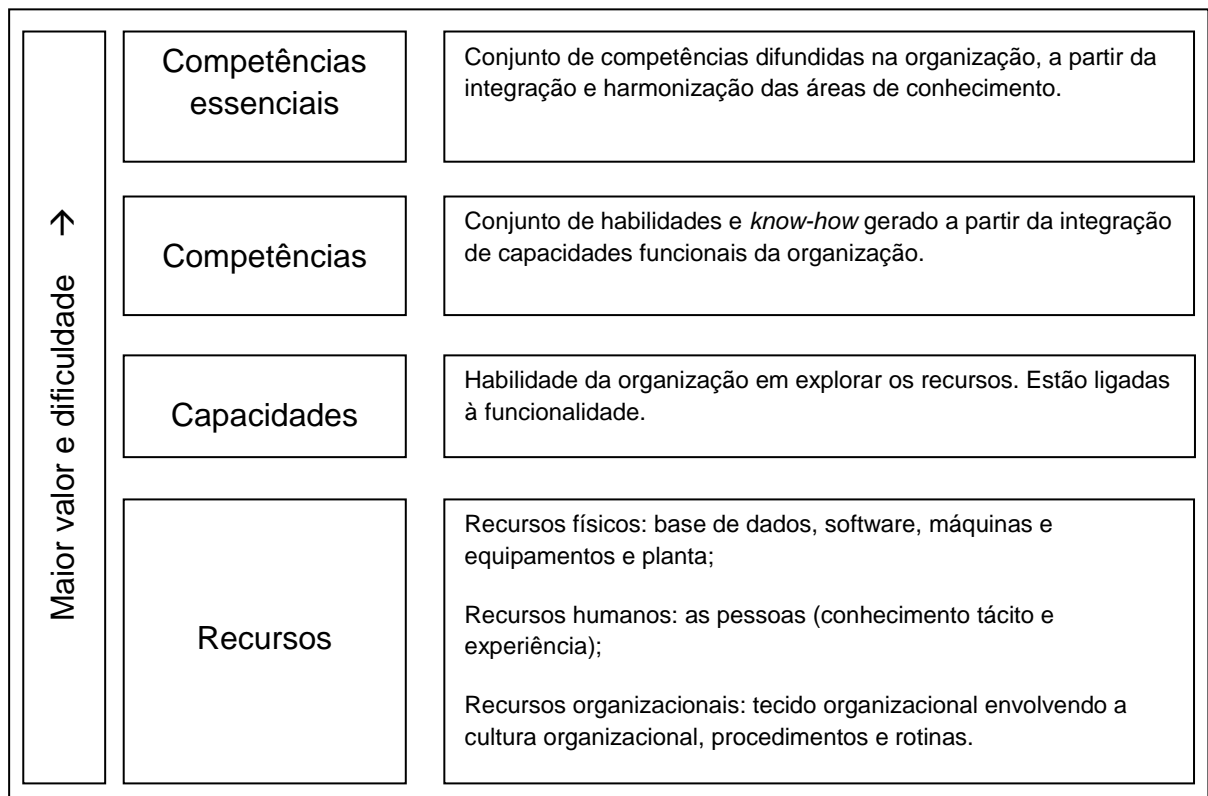 Maior valor e dificuldade →
Competências
essenciais
Conjunto de competências difundidas na organização, a partir da
integração e harmonização das áreas de conhecimento.
Competências
Conjunto de habilidades e know-how gerado a partir da integração
de capacidades funcionais da organização.
Capacidades
Habilidade da organização em explorar os recursos. Estão ligadas
à funcionalidade.
Recursos
Recursos físicos: base de dados, software, máquinas e
equipamentos e planta;
Recursos humanos: as pessoas (conhecimento tácito e
experiência);
Recursos organizacionais: tecido organizacional envolvendo a
cultura organizacional, procedimentos e rotinas.